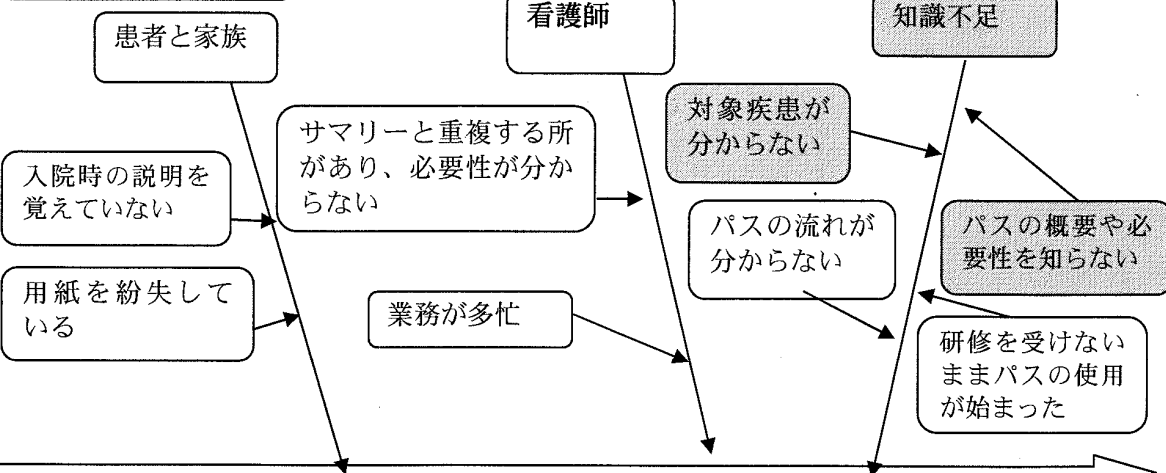 患者と家族
看護師
知識不足
入院時の説明を
覚えていない
用紙を紛失して
いる
サマリーと重複する所
があり、必要性が分か
らない
業務が多忙
対象疾患が
分からない
パスの流れが
分からない
パスの概要や必
要性を知らない
研修を受けない
ままパスの使用
が始まった